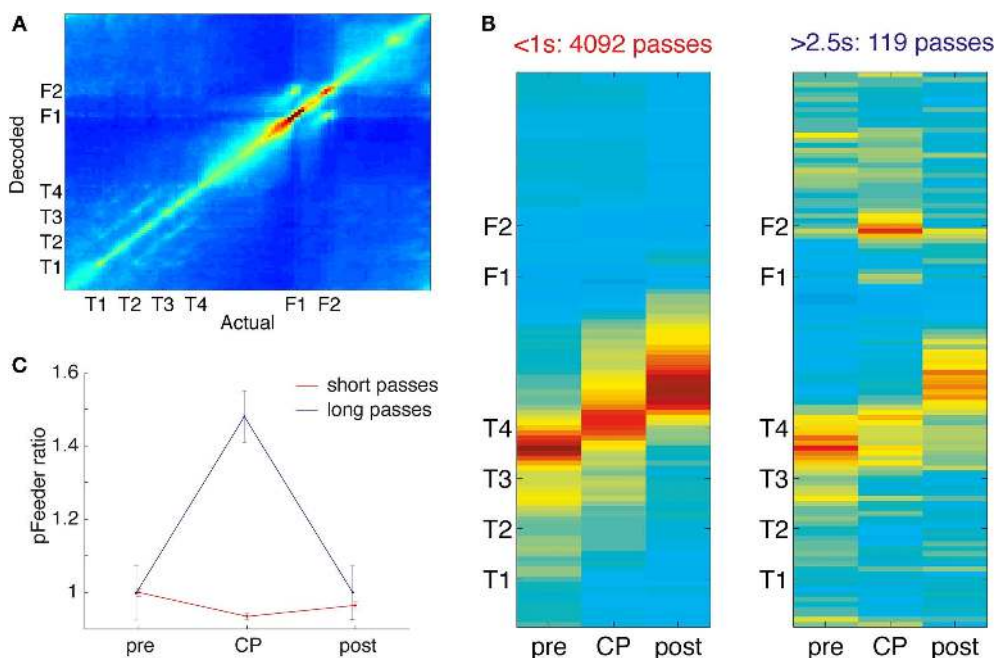 A
Decoded
F2
F1
T4
T3
T2
T1
T1 T2 T3 T4 F1 F2
Actual
B
<1s: 4092 passes
>2.5s: 119 passes
F2
F1
T4
T3
T2
T1
pre CP post
F2
F1
T4
T3
T2
T1
pre CP post
C
pFeeder ratio
1.6
1.4
1.2
1
short passes
long passes
pre CP post